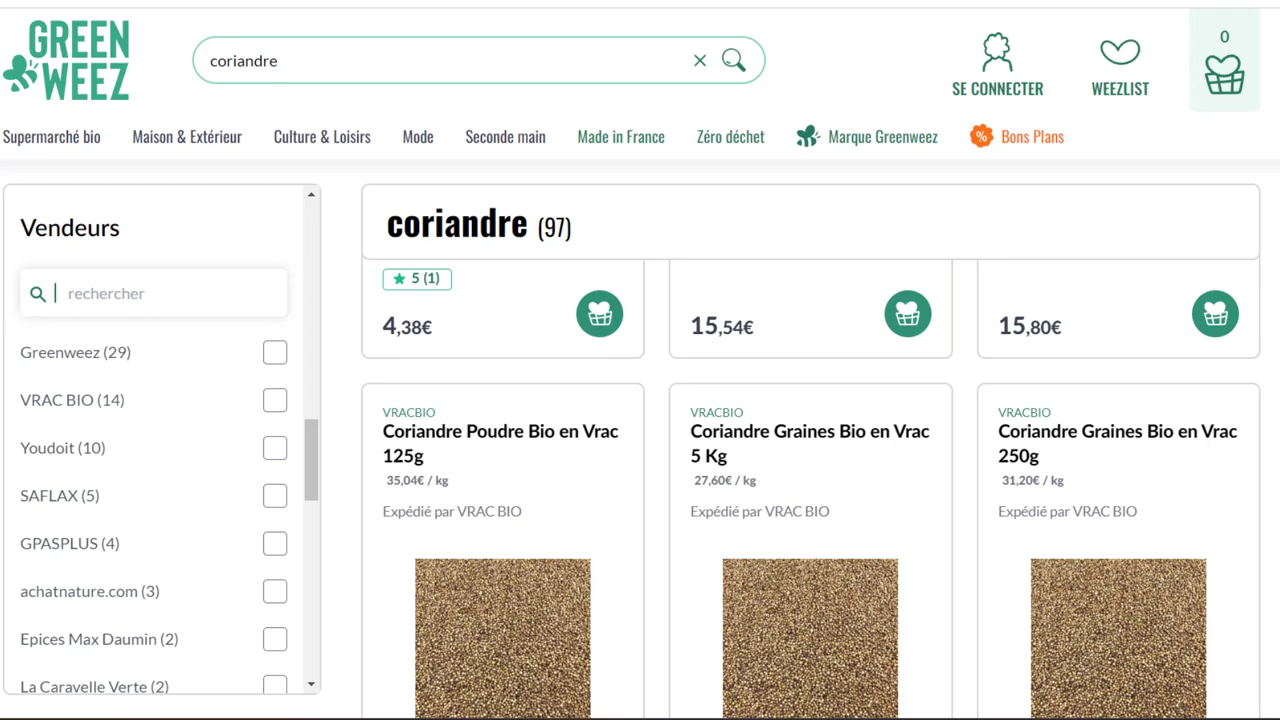 GREEN
WEEZ
coriandre
0
SE CONNECTER
WEEZLIST
Supermarché bio
Maison & Extérieur
Culture & Loisirs
Mode
Seconde main
Made in France
Zéro déchet
Marque Greenweez
% Bons Plans
Vendeurs
rechercher
Greenweez (29)
VRAC BIO (14)
Youdoit (10)
SAFLAX (5)
GPASPLUS (4)
achatnature.com (3)
Epices Max Daumin (2)
La Caravelle Verte (2)
coriandre (97)
5 (1)
4,38€
15,54€
15,80€
VRACBIO
Coriandre Poudre Bio en Vrac
125g
35,04€ / kg
Expédié par VRAC BIO
VRACBIO
Coriandre Graines Bio en Vrac
5 Kg
27,60€ / kg
Expédié par VRAC BIO
VRACBIO
Coriandre Graines Bio en Vrac
250g
31,20€ / kg
Expédié par VRAC BIO